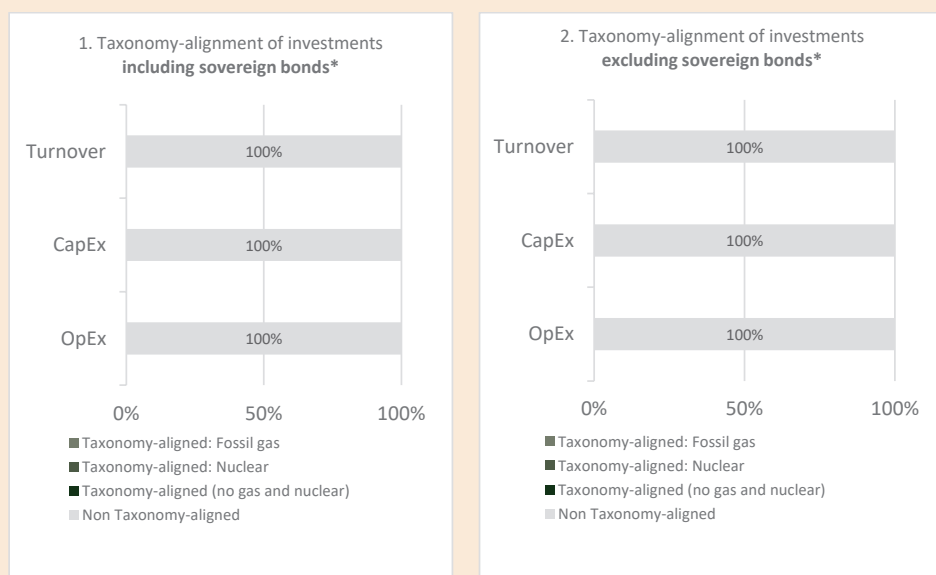 1. Taxonomy-alignment of investments
including sovereign bonds*
Turnover
100%
CapEx
100%
OpEx
100%
0% 50% 100%
Taxonomy-aligned: Fossil gas
Taxonomy-aligned: Nuclear
Taxonomy-aligned (no gas and nuclear)
Non Taxonomy-aligned
2. Taxonomy-alignment of investments
excluding sovereign bonds*
Turnover
100%
CapEx
100%
OpEx
100%
0% 50% 100%
Taxonomy-aligned: Fossil gas
Taxonomy-aligned: Nuclear
Taxonomy-aligned (no gas and nuclear)
Non Taxonomy-aligned